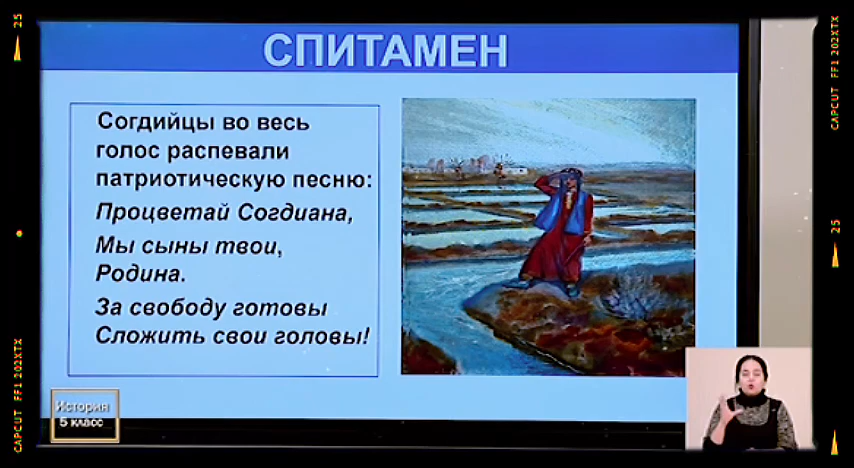 СПИТАМЕН
Согдийцы во весь
голос распевали
патриотическую песню:
Процветай Согдиана,
Мы сыны твои,
Родина.
За свободу готовы
Сложить свои головы!
История
5 класс
25
CAPCUT FF1 202XTX
25
CAPCUT FF1 202XTX